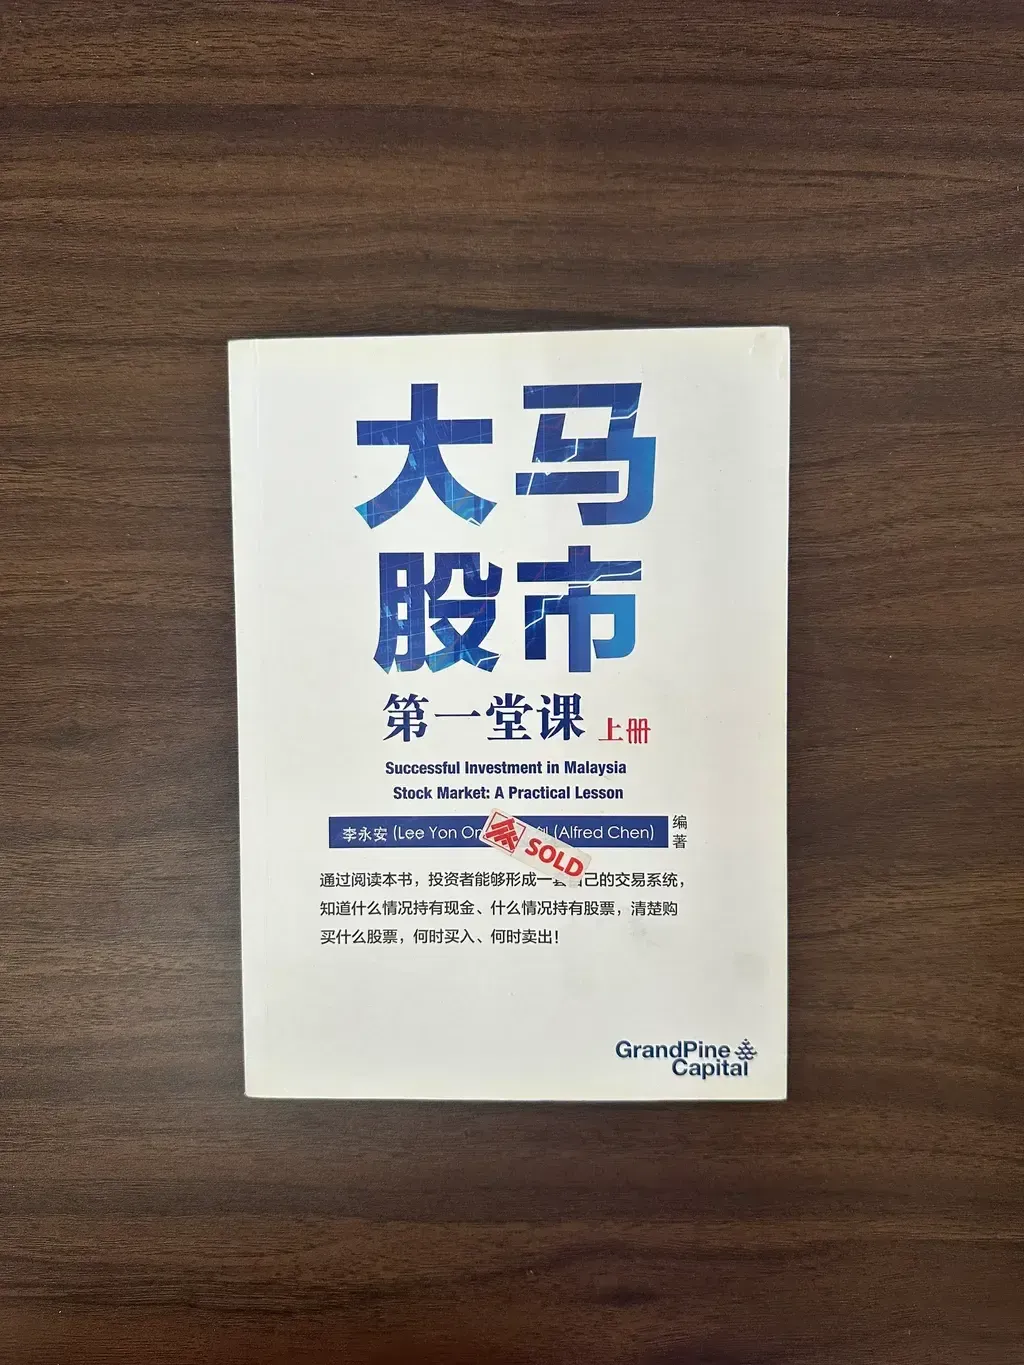 大马
股市
第一堂课 上册
Successful Investment in Malaysia
Stock Market: A Practical Lesson
李永安 (Lee Yon On 剑 (Alfred Chen) 编著
SOLD
通过阅读本书，投资者能够形成一套自己的交易系统，
知道什么情况持有现金、什么情况持有股票，清楚购
买什么股票，何时买入、何时卖出！
GrandPine
Capital